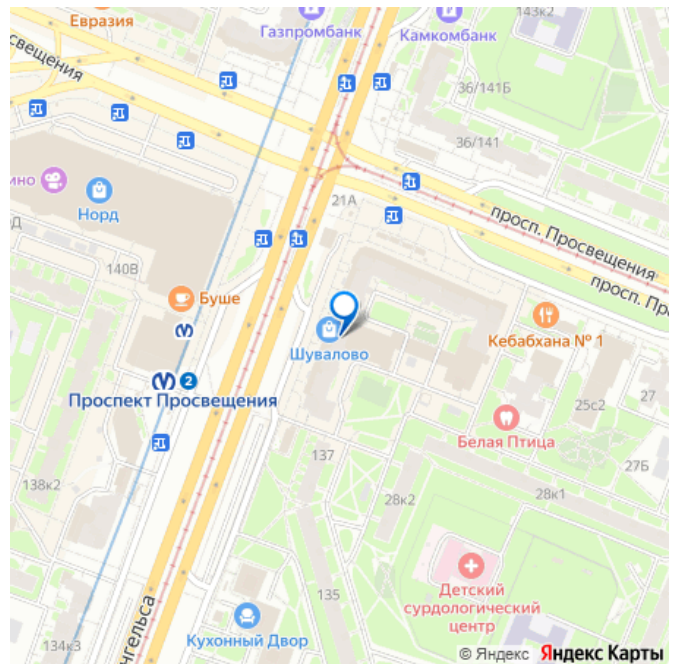 Евразия
Газпромбанк
Камкомбанк
143к2
свещения
36/141Б
36/141
ино
Норд
21А
просп. Просвещения
140В
просп. Пр
Буше
Кебабхана № 1
Шувалово
2
Проспект Просвещения
25с2
27
Белая Птица
137
27Б
138к2
28к2
28к1
Детский
сурдологический
центр
135
нгельса
Кухонный Двор
134к3
© Яндекс Яндекс Карты